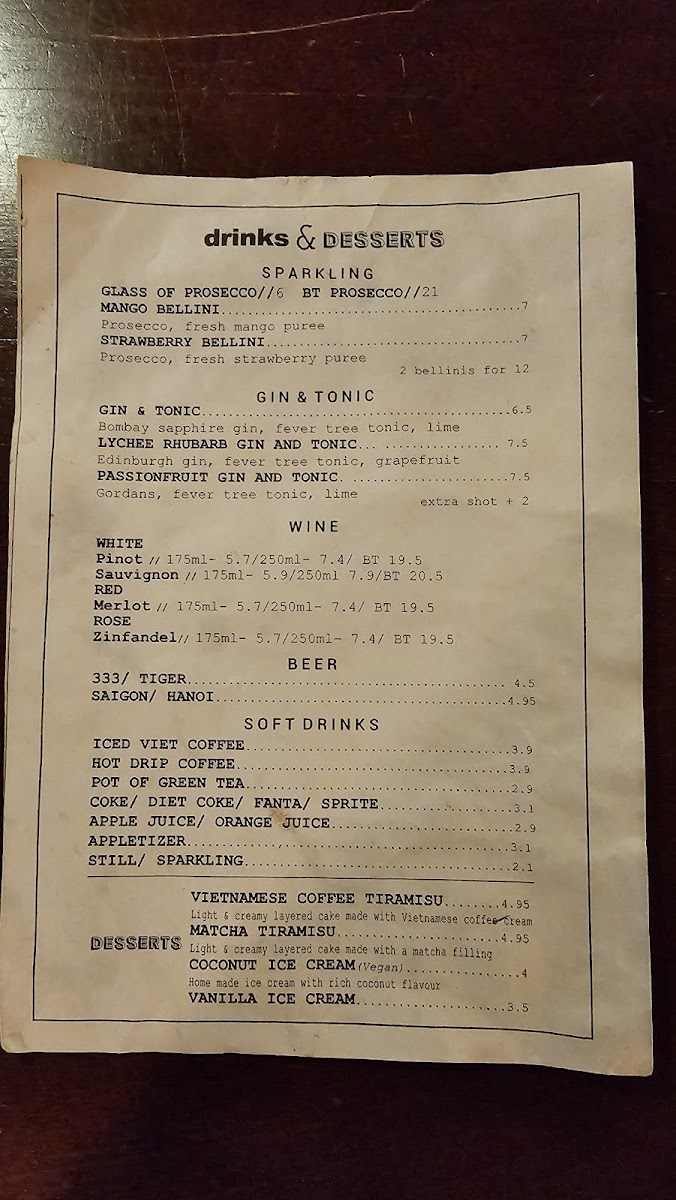 drinks & DESSERTS
SPARKLING
GLASS OF PROSECCO//6 BT PROSECCO//21
MANGO BELLINI..........................................7
Prosecco, fresh mango puree
STRAWBERRY BELLINI.....................................7
Prosecco, fresh strawberry puree
2 bellinis for 12
GIN & TONIC
GIN & TONIC............................................6.5
Bombay sapphire gin, fever tree tonic, lime
LYCHEE RHUBARB GIN AND TONIC... ................. 7.5
Edinburgh gin, fever tree tonic, grapefruit
PASSIONFRUIT GIN AND TONIC. .......................7.5
Gordans, fever tree tonic, lime
extra shot + 2
WINE
WHITE
Pinot // 175ml- 5.7/250ml- 7.4/ BT 19.5
Sauvignon // 175ml- 5.9/250ml 7.9/BT 20.5
RED
Merlot // 175ml- 5.7/250ml- 7.4/ BT 19.5
ROSE
Zinfandel// 175ml- 5.7/250ml- 7.4/ BT 19.5
BEER
333/ TIGER............................................. 4.5
SAIGON/ HANOI..........................................4.95
SOFT DRINKS
ICED VIET COFFEE.....................................3.9
HOT DRIP COFFEE......................................3.9
POT OF GREEN TEA.....................................2.9
COKE/ DIET COKE/ FANTA/ SPRITE..................3.1
APPLE JUICE/ ORANGE JUICE.........................2.9
APPLETIZER.............................................3.1
STILL/ SPARKLING.....................................2.1
DESSERTS
VIETNAMESE COFFEE TIRAMISU........4.95
Light & creamy layered cake made with Vietnamese coffee cream
MATCHA TIRAMISU.......................4.95
Light & creamy layered cake made with a matcha filling
COCONUT ICE CREAM(Vegan)................4
Home made ice cream with rich coconut flavour
VANILLA ICE CREAM.....................3.5